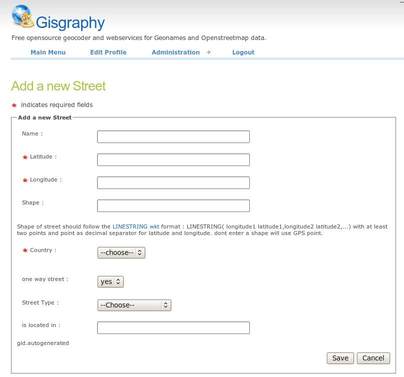 Gisgraphy
Free opensource geocoder and webservices for Geonames and Openstreetmap data.
Main Menu Edit Profile Administration Logout
Add a new Street
* Indicates required fields
Add a new Street
Name :
* Latitude :
* Longitude :
Shape :
Shape of street should follow the LINESTRING wkt format : LINESTRING( longitude1 latitude1,longitude2 latitude2,...) with at least
two points and point as decimal separator for latitude and longitude. dont enter a shape will use GPS point.
* Country : --choose--
one way street : yes
Street Type : --Choose--
is located in :
gid.autogenerated
Save Cancel